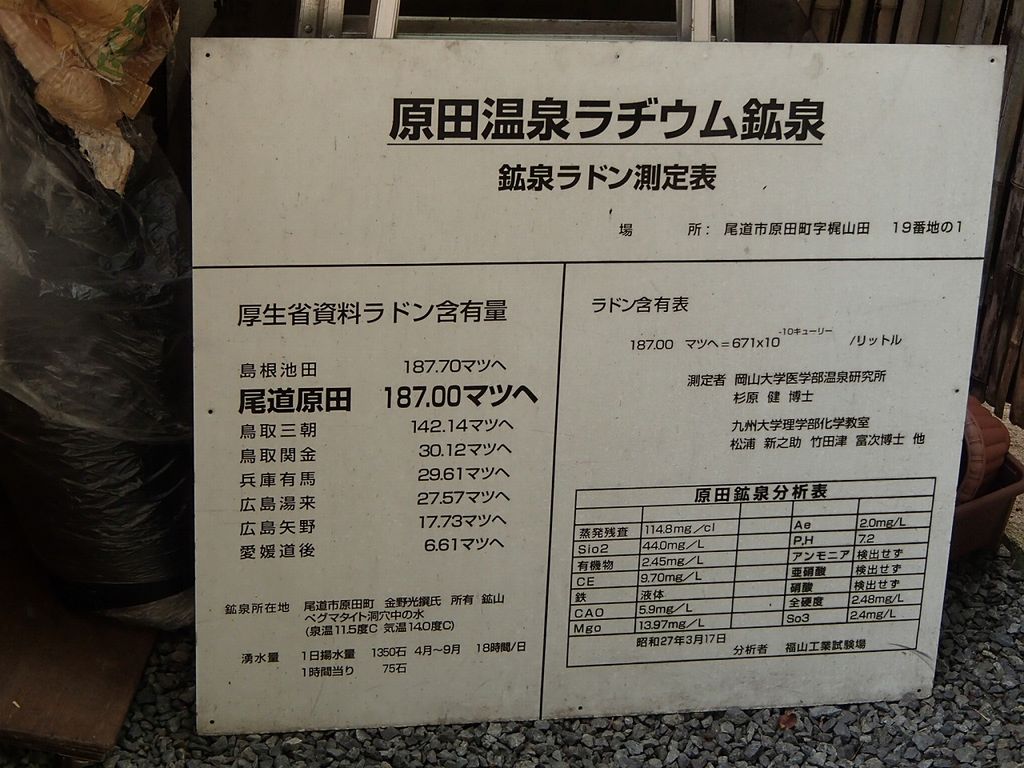 原田温泉ラヂウム鉱泉
鉱泉ラドン測定表
場 所: 尾道市原田町字梶山田 19番地の1
厚生省資料ラドン含有量
島根池田 187.70マツヘ
尾道原田 187.00マツヘ
鳥取三朝 142.14マツヘ
鳥取関金 30.12マツヘ
兵庫有馬 29.61マツヘ
広島湯来 27.57マツヘ
広島矢野 17.73マツヘ
愛媛道後 6.61マツヘ
鉱泉所在地 尾道市原田町 金野光撰氏 所有 鉱山
ペグマタイト洞穴中の水
(泉温11.5度C 気温14.0度C)
湧水量 1日揚水量 1350石 4月〜9月 18時間/日
1時間当り 75石
ラドン含有表
187.00 マツヘ=671x10 -10キューリー /リットル
測定者 岡山大学医学部温泉研究所
杉原 健 博士
九州大学理学部化学教室
松浦 新之助 竹田津 富次博士 他
原田鉱泉分析表
蒸発残査 114.8mg/cl Ae 2.0mg/L
Sio2 44.0mg/L P,H 7.2
有機物 2.45mg/L アンモニア 検出せず
CE 9.70mg/L 亜硝酸 検出せず
鉄 液体 硝酸 検出せず
CAO 5.9mg/L 全硬度 2.48mg/L
Mgo 13.97mg/L So3 2.4mg/L
昭和27年3月17日
分析者 福山工業試験場